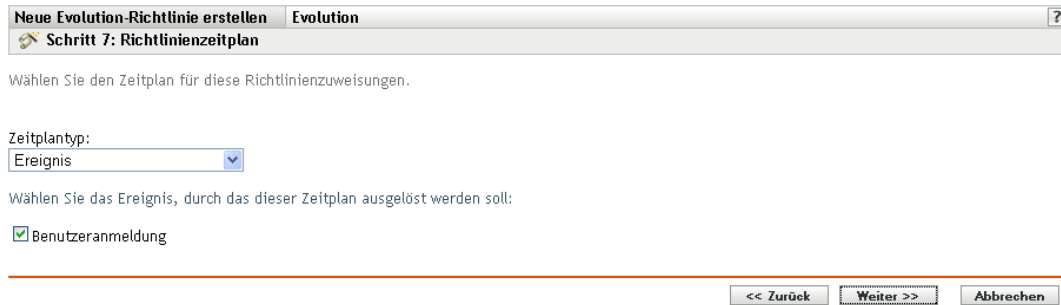 Neue Evolution-Richtlinie erstellen Evolution ?
Schritt 7: Richtlinienzeitplan
Wählen Sie den Zeitplan für diese Richtlinienzuweisungen.
Zeitplantyp:
Ereignis
Wählen Sie das Ereignis, durch das dieser Zeitplan ausgelöst werden soll:
Benutzeranmeldung
<< Zurück Weiter >> Abbrechen